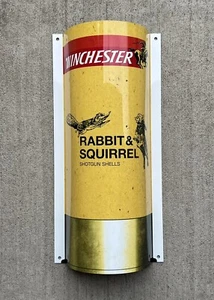 WINCHESTER
RABBIT &
SQUIRREL
SHOTGUN SHELLS